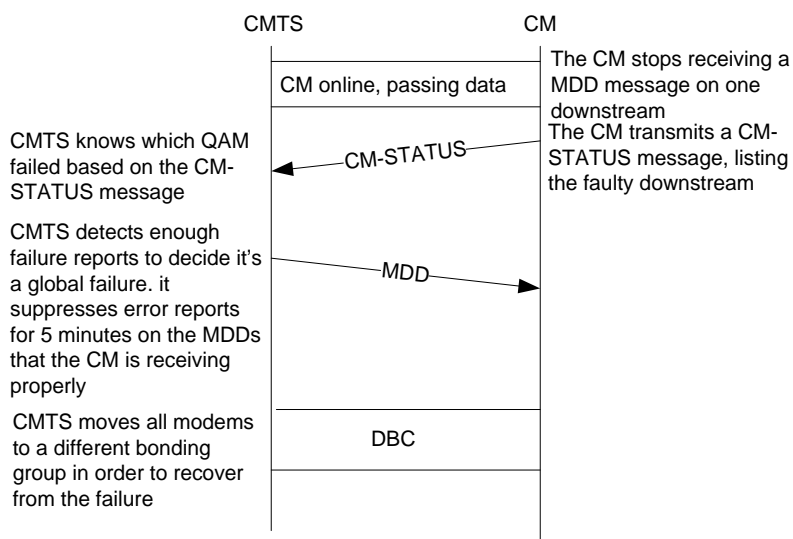 CMTS
CM
CM online, passing data
The CM stops receiving a
MDD message on one
downstream
The CM transmits a CM-
STATUS message, listing
the faulty downstream
CM-STATUS
CMTS knows which QAM
failed based on the CM-
STATUS message
CMTS detects enough
failure reports to decide it's
a global failure. it
suppresses error reports
for 5 minutes on the MDDs
that the CM is receiving
properly
MDD
CMTS moves all modems
to a different bonding
group in order to recover
from the failure
DBC